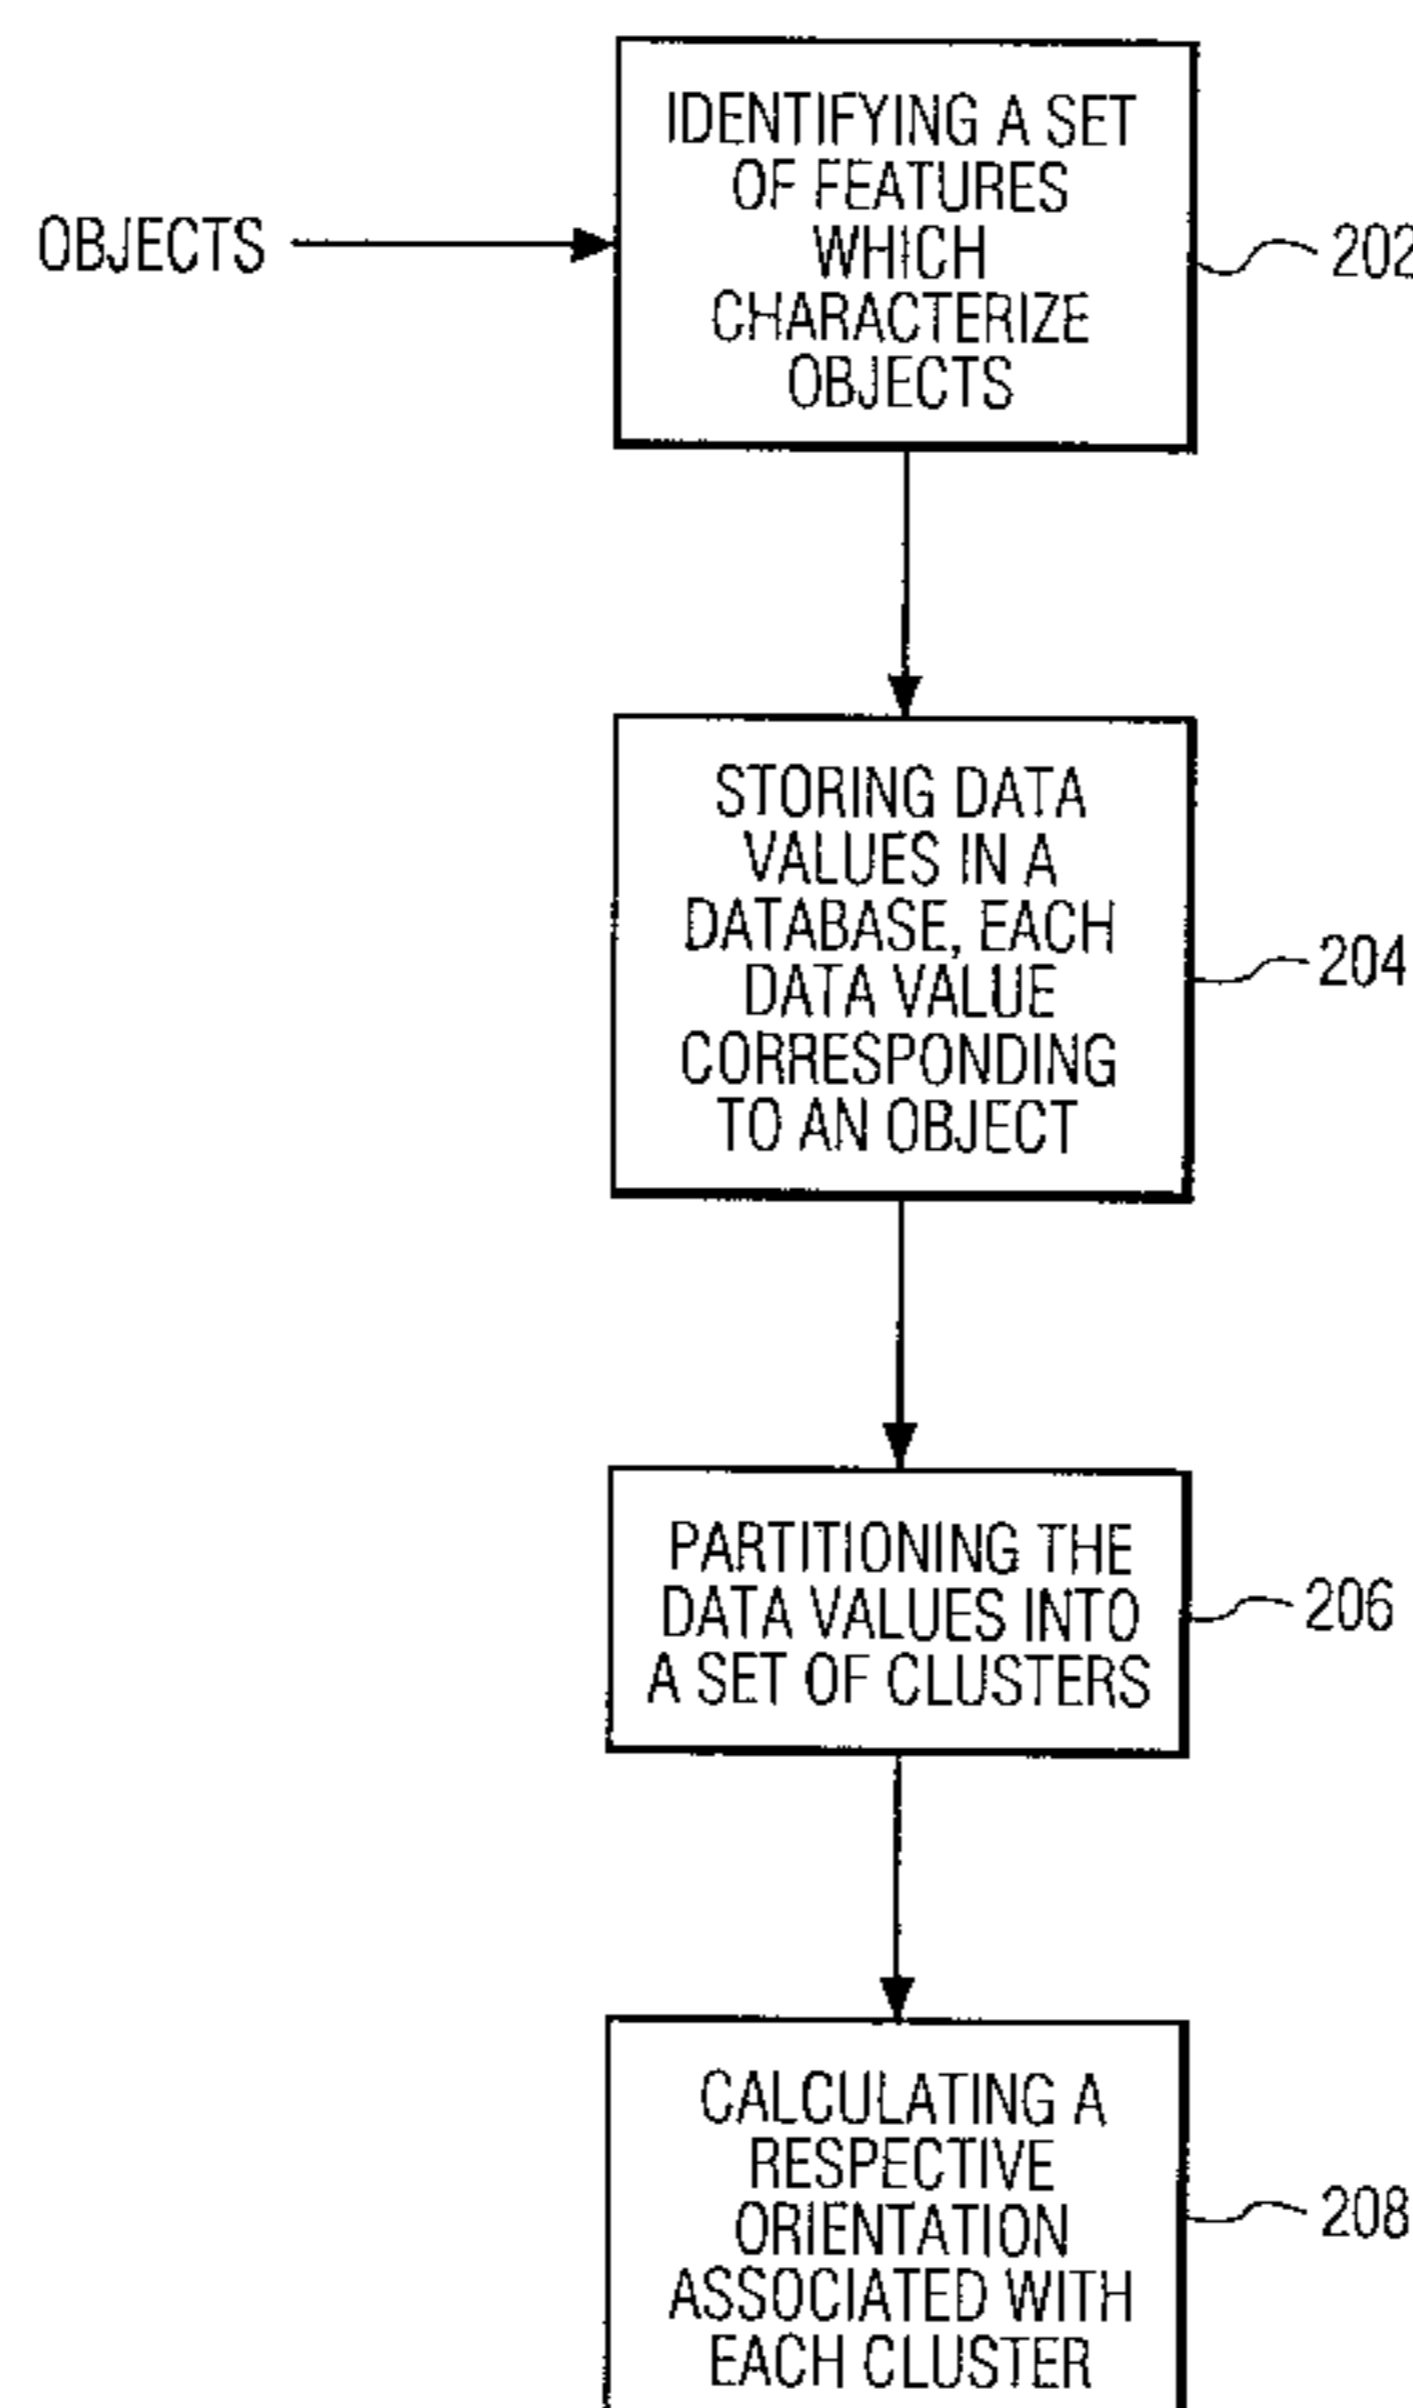 IDENTIFYING A SET
OF FEATURES
WHICH
CHARACTERIZE
OBJECTS
OBJECTS
202
STORING DATA
VALUES IN A
DATABASE, EACH
DATA VALUE
CORRESPONDING
TO AN OBJECT
204
PARTITIONING THE
DATA VALUES INTO
A SET OF CLUSTERS
206
CALCULATING A
RESPECTIVE
ORIENTATION
ASSOCIATED WITH
EACH CLUSTER
208